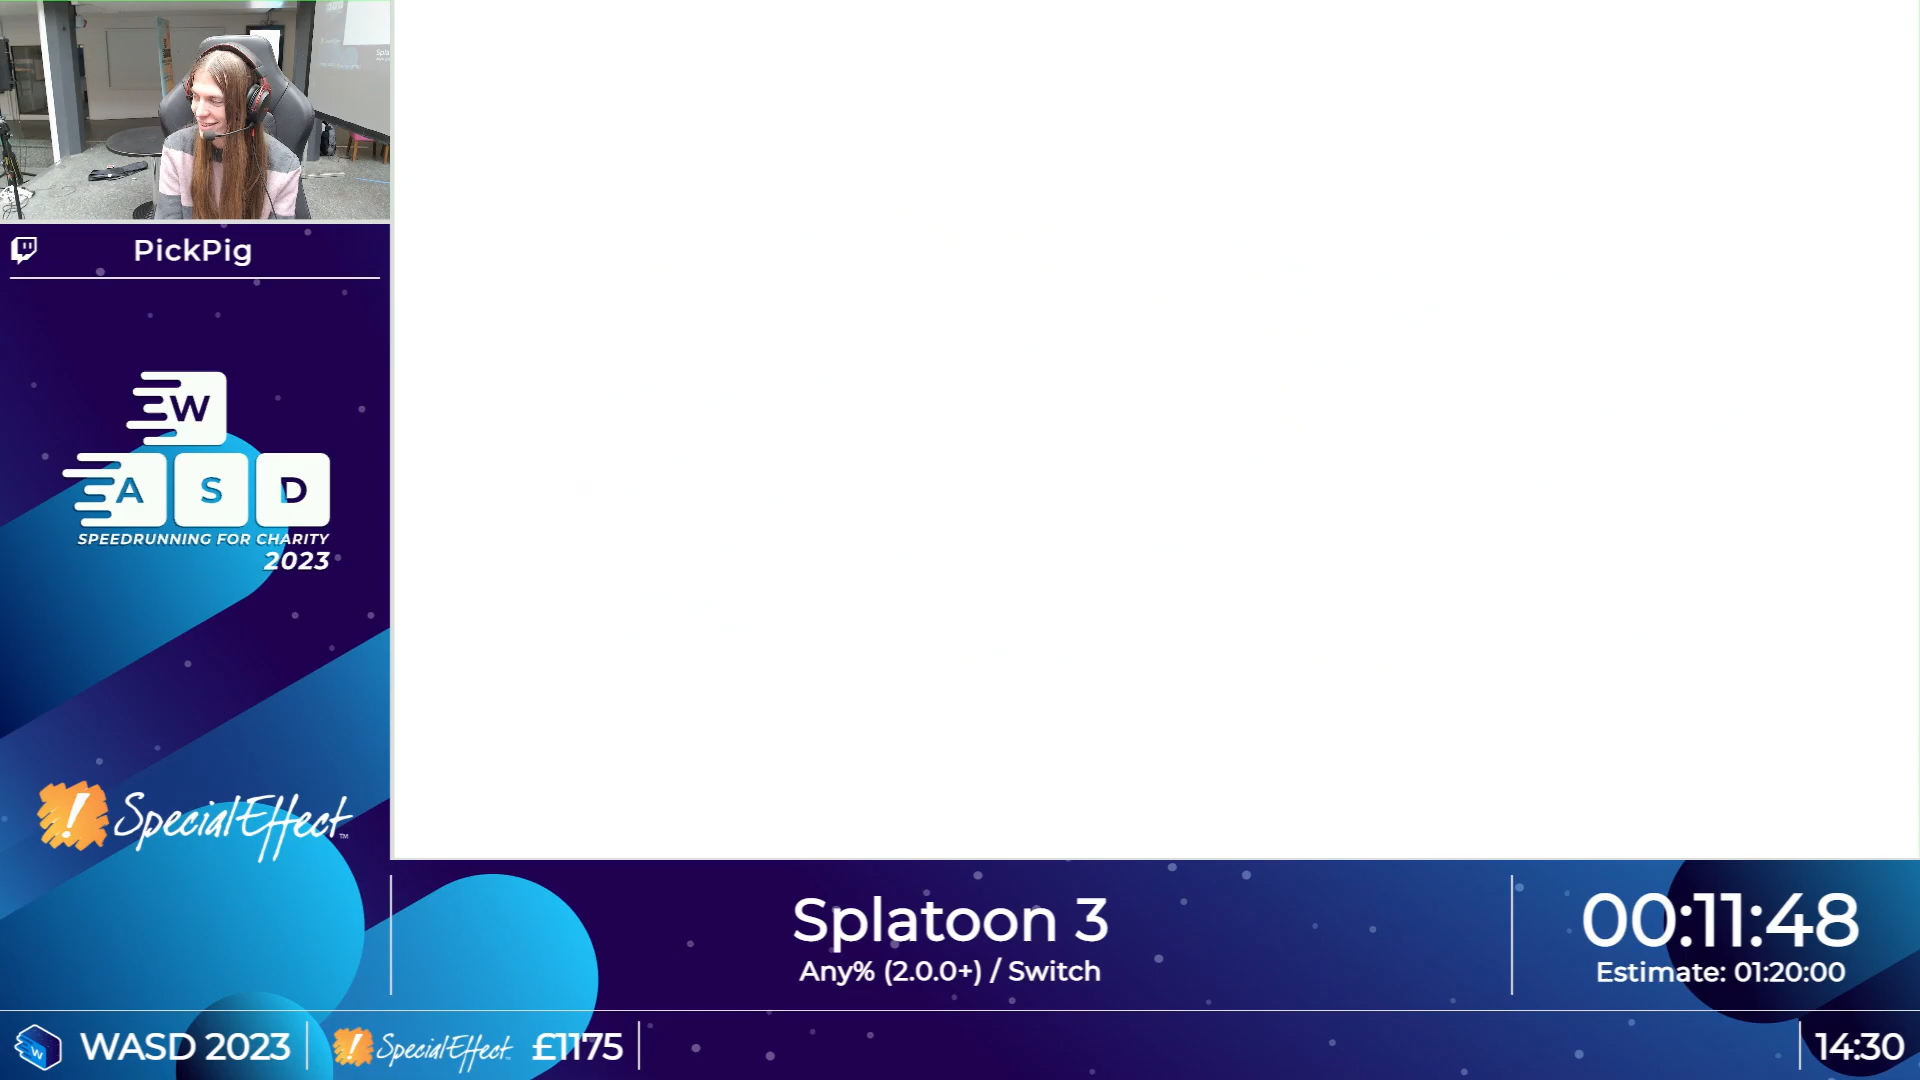 PickPig
W
A S D
SPEEDRUNNING FOR CHARITY
2023
! SpecialEffect™
Splatoon 3
Any% (2.0.0+) / Switch
00:11:48
Estimate: 01:20:00
W WASD 2023
! SpecialEffect £1175
14:30